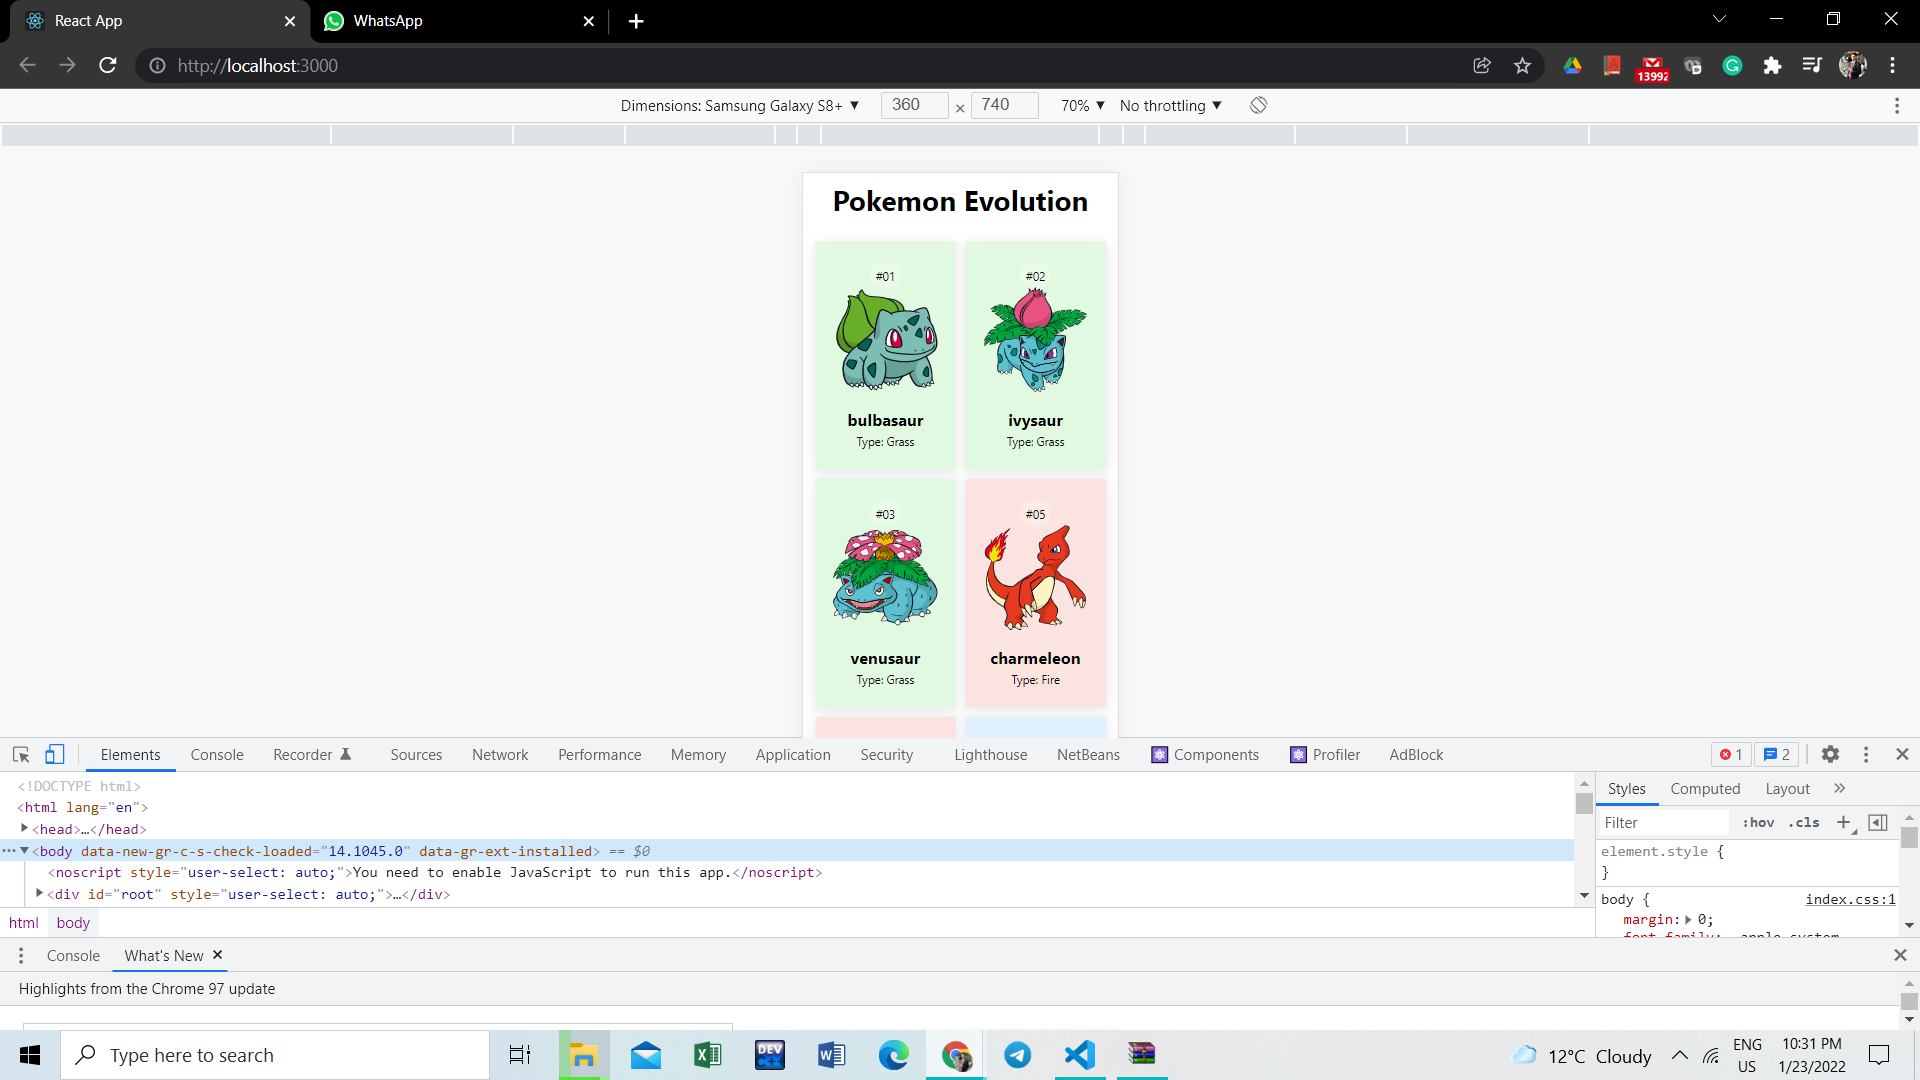 React App
WhatsApp
http://localhost:3000
13992
Dimensions: Samsung Galaxy S8+ ▼ 360 × 740 70% ▼ No throttling ▼
Pokemon Evolution
#01
bulbasaur
Type: Grass
#02
ivysaur
Type: Grass
#03
venusaur
Type: Grass
#05
charmeleon
Type: Fire
Elements Console Recorder Sources Network Performance Memory Application Security Lighthouse NetBeans Components Profiler AdBlock 1 2
<!DOCTYPE html>
<html lang="en">
<head>…</head>
<body data-new-gr-c-s-check-loaded="14.1045.0" data-gr-ext-installed> == $0
<noscript style="user-select: auto;">You need to enable JavaScript to run this app.</noscript>
<div id="root" style="user-select: auto;">…</div>
html body
Styles Computed Layout »
Filter :hov .cls +
element.style {
}
body { index.css:1
margin: 0;
font-family: -apple-system
Console What's New
Highlights from the Chrome 97 update
Type here to search
DEV C++
12°C Cloudy
ENG
US
10:31 PM
1/23/2022